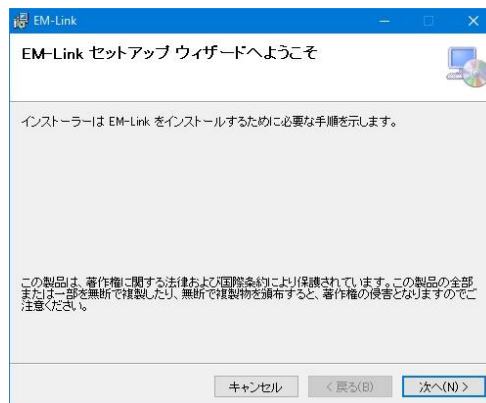 EM-Link
EM-Link セットアップ ウィザードへようこそ
インストーラーは EM-Link をインストールするために必要な手順を示します。
この製品は、著作権に関する法律および国際条約により保護されています。この製品の全部
または一部を無断で複製したり、無断で複製物を頒布すると、著作権の侵害となりますのでご
注意ください。
キャンセル
< 戻る(B)
次へ(N) >